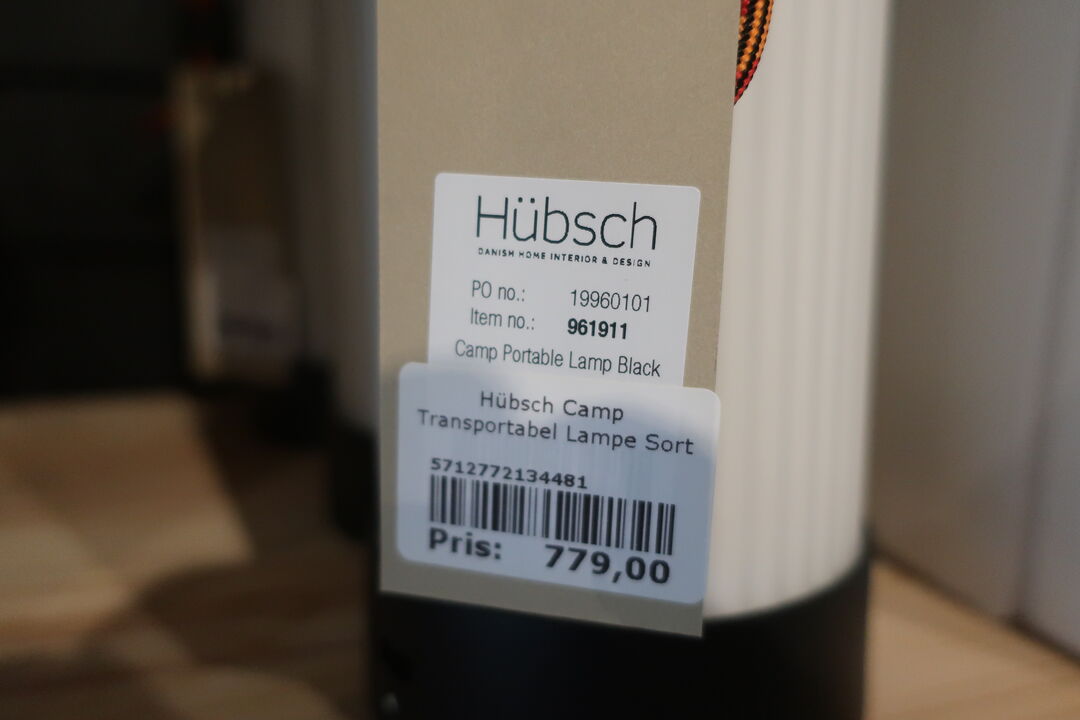 Hübsch
DANISH HOME INTERIOR & DESIGN
PO no.: 19960101
Item no.: 961911
Camp Portable Lamp Black
Hübsch Camp
Transportabel Lampe Sort
5712772134481
Pris: 779,00